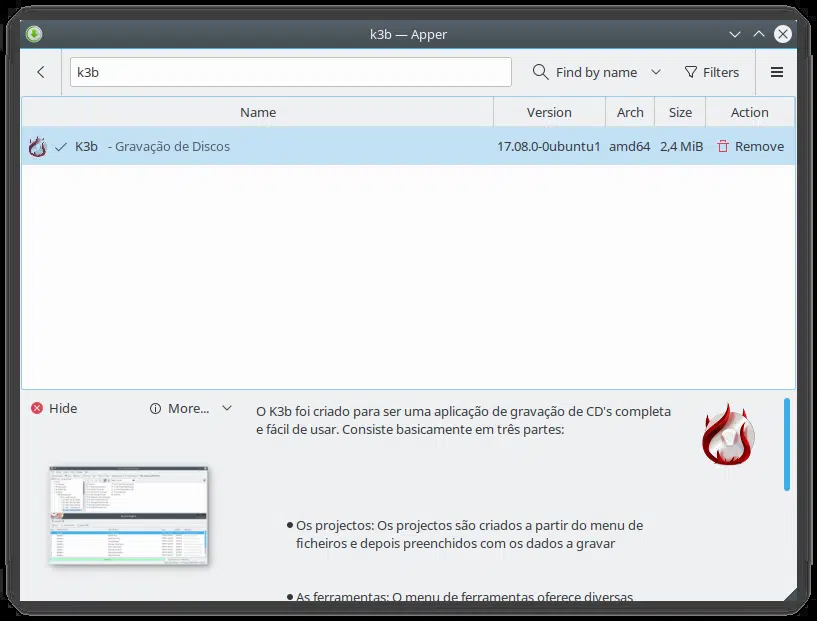 k3b — Apper
k3b
Find by name
Filters
Name Version Arch Size Action
K3b - Gravação de Discos 17.08.0-0ubuntu1 amd64 2,4 MiB Remove
Hide More...
O K3b foi criado para ser uma aplicação de gravação de CD's completa
e fácil de usar. Consiste basicamente em três partes:
• Os projectos: Os projectos são criados a partir do menu de
ficheiros e depois preenchidos com os dados a gravar
• As ferramentas: O menu de ferramentas oferece diversas